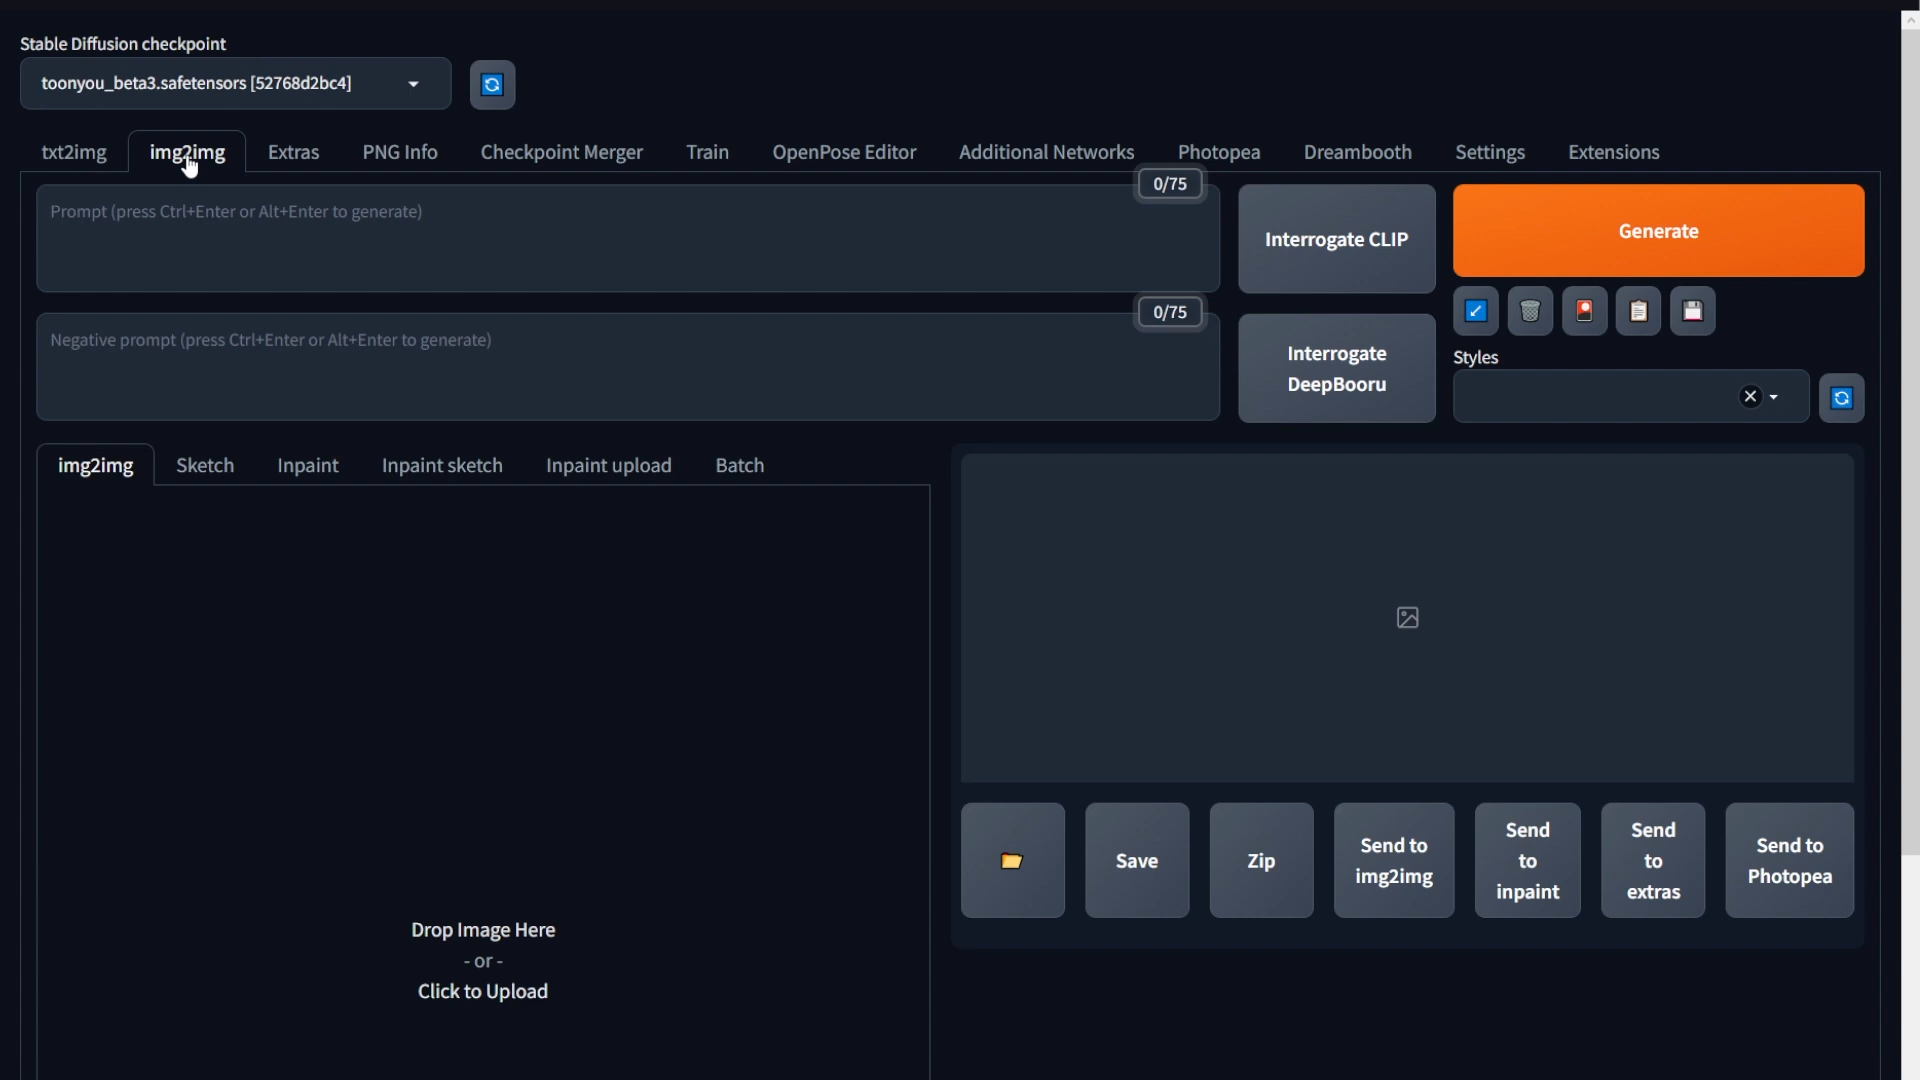 Stable Diffusion checkpoint
toonyou_beta3.safetensors [52768d2bc4]
txt2img img2img Extras PNG Info Checkpoint Merger Train OpenPose Editor Additional Networks Photopea Dreambooth Settings Extensions
0/75
Prompt (press Ctrl+Enter or Alt+Enter to generate)
Interrogate CLIP
Generate
0/75
Negative prompt (press Ctrl+Enter or Alt+Enter to generate)
Interrogate
DeepBooru
Styles
img2img Sketch Inpaint Inpaint sketch Inpaint upload Batch
Drop Image Here
- or -
Click to Upload
Save
Zip
Send to
img2img
Send
to
inpaint
Send
to
extras
Send to
Photopea